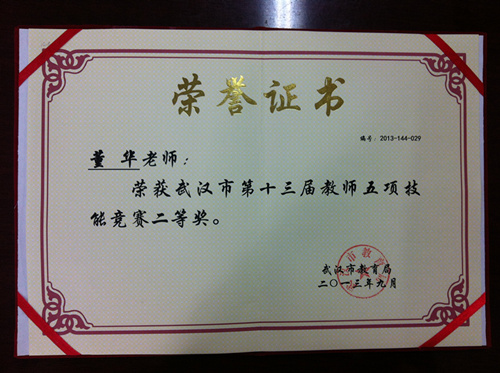 荣誉证书
编号：2013-144-029
董华老师：
荣获武汉市第十三届教师五项技
能竞赛二等奖。
武汉市教育局
二〇一三年九月